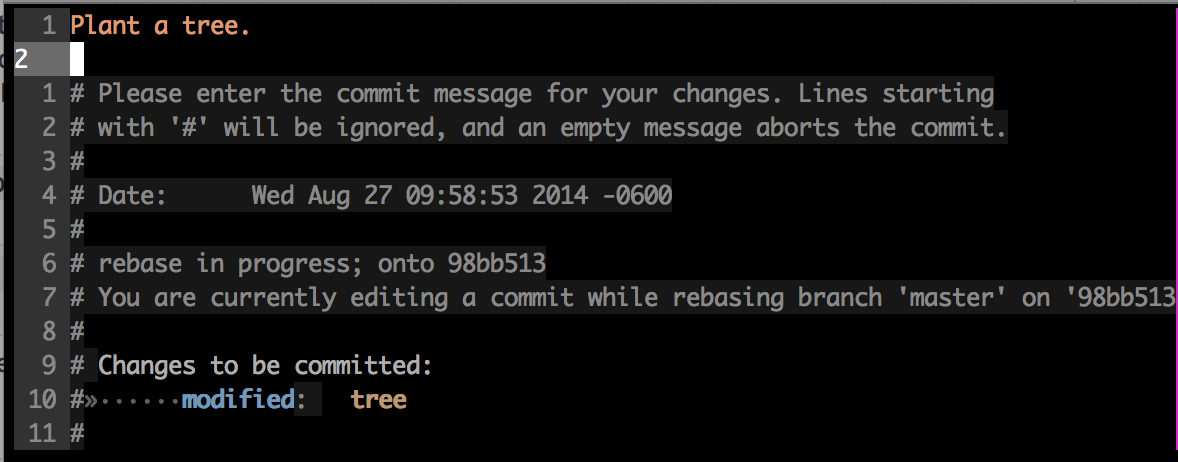 1 Plant a tree.
2
1 # Please enter the commit message for your changes. Lines starting
2 # with '#' will be ignored, and an empty message aborts the commit.
3 #
4 # Date:      Wed Aug 27 09:58:53 2014 -0600
5 #
6 # rebase in progress; onto 98bb513
7 # You are currently editing a commit while rebasing branch 'master' on '98bb513
8 #
9 # Changes to be committed:
10 #»······modified:   tree
11 #